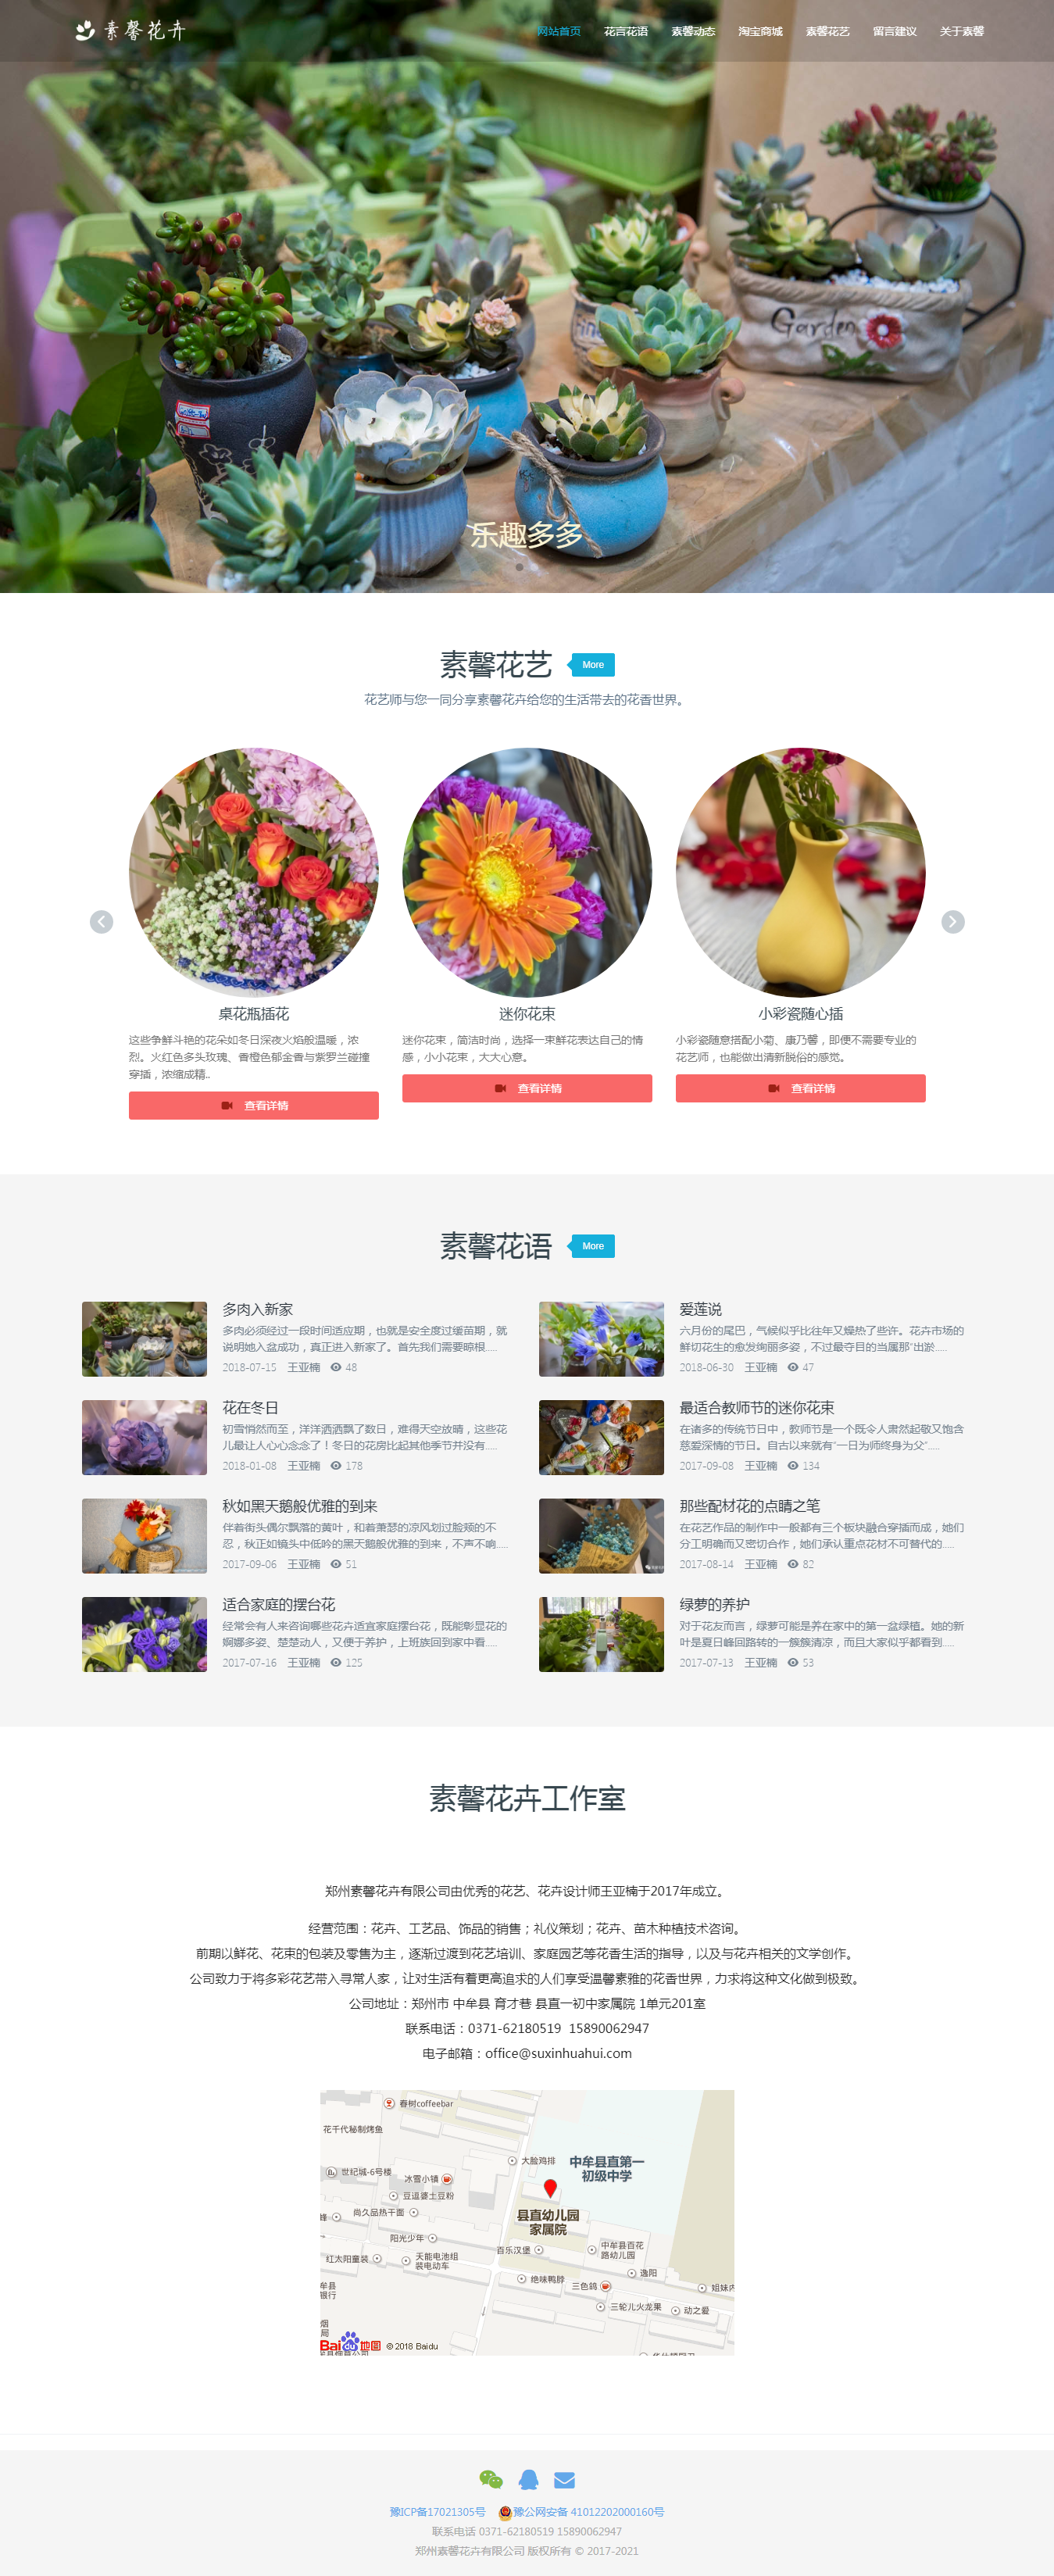 素馨花卉
网站首页 花言花语 素馨动态 淘宝商城 素馨花艺 留言建议 关于素馨
Garden
乐趣多多
素馨花艺 More
花艺师与您一同分享素馨花卉给您的生活带去的花香世界。
桌花瓶插花
这些争鲜斗艳的花朵如冬日深夜火焰般温暖，浓
烈。火红色多头玫瑰、香橙色郁金香与紫罗兰碰撞
穿插，浓缩成精..
查看详情
迷你花束
迷你花束，简洁时尚，选择一束鲜花表达自己的情
感，小小花束，大大心意。
查看详情
小彩瓷随心插
小彩瓷随意搭配小菊、康乃馨，即便不需要专业的
花艺师，也能做出清新脱俗的感觉。
查看详情
素馨花语 More
多肉入新家
多肉必须经过一段时间适应期，也就是安全度过缓苗期，就
说明她入盆成功，真正进入新家了。首先我们需要晾根.....
2018-07-15 王亚楠 48
爱莲说
六月份的尾巴，气候似乎比往年又燥热了些许。花卉市场的
鲜切花生的愈发绚丽多姿，不过最夺目的当属那“出淤.....
2018-06-30 王亚楠 47
花在冬日
初雪悄然而至，洋洋洒洒飘了数日，难得天空放晴，这些花
儿最让人心心念念了！冬日的花房比起其他季节并没有.....
2018-01-08 王亚楠 178
最适合教师节的迷你花束
在诸多的传统节日中，教师节是一个既令人肃然起敬又饱含
慈爱深情的节日。自古以来就有“一日为师终身为父”.....
2017-09-08 王亚楠 134
秋如黑天鹅般优雅的到来
伴着街头偶尔飘落的黄叶，和着萧瑟的凉风划过脸颊的不
忍，秋正如镜头中低吟的黑天鹅般优雅的到来，不声不响.....
2017-09-06 王亚楠 51
那些配材花的点睛之笔
在花艺作品的制作中一般都有三个板块融合穿插而成，她们
分工明确而又密切合作，她们承认重点花材不可替代的.....
2017-08-14 王亚楠 82
适合家庭的摆台花
经常会有人来咨询哪些花卉适宜家庭摆台花，既能彰显花的
婀娜多姿、楚楚动人，又便于养护，上班族回到家中看.....
2017-07-16 王亚楠 125
绿萝的养护
对于花友而言，绿萝可能是养在家中的第一盆绿植。她的新
叶是夏日峰回路转的一簇簇清凉，而且大家似乎都看到.....
2017-07-13 王亚楠 53
素馨花卉工作室
郑州素馨花卉有限公司由优秀的花艺、花卉设计师王亚楠于2017年成立。
经营范围：花卉、工艺品、饰品的销售；礼仪策划；花卉、苗木种植技术咨询。
前期以鲜花、花束的包装及零售为主，逐渐过渡到花艺培训、家庭园艺等花香生活的指导，以及与花卉相关的文学创作。
公司致力于将多彩花艺带入寻常人家，让对生活有着更高追求的人们享受温馨素雅的花香世界，力求将这种文化做到极致。
公司地址：郑州市 中牟县 育才巷 县直一初中家属院 1单元201室
联系电话：0371-62180519 15890062947
电子邮箱：office@suxinhuahui.com
春树coffeebar
花千代秘制烤鱼
大脸鸡排
中牟县直第一
初级中学
世纪城-6号楼
冰雪小镇
豆逗婆土豆粉
尚久品热干面
县直幼儿园
家属院
阳光少年
百乐汉堡
中牟县百花
路幼儿园
红太阳童装
天能电池组
装电动车
逸阳
绝味鸭脖
三色鸽
姐妹内
牟县
银行
三轮儿火龙果
动之爱
烟
局
Bai du 地图 © 2018 Baidu
豫ICP备17021305号 豫公网安备 41012202000160号
联系电话 0371-62180519 15890062947
郑州素馨花卉有限公司 版权所有 © 2017-2021